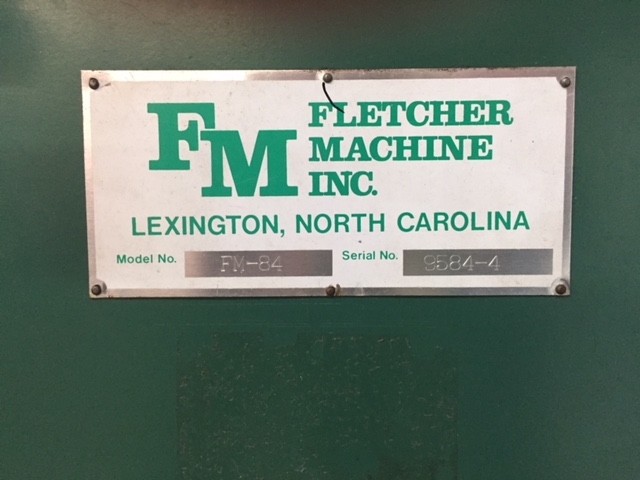 FM
FLETCHER
MACHINE
INC.
LEXINGTON, NORTH CAROLINA
Model No. FM-84 Serial No. 9584-4